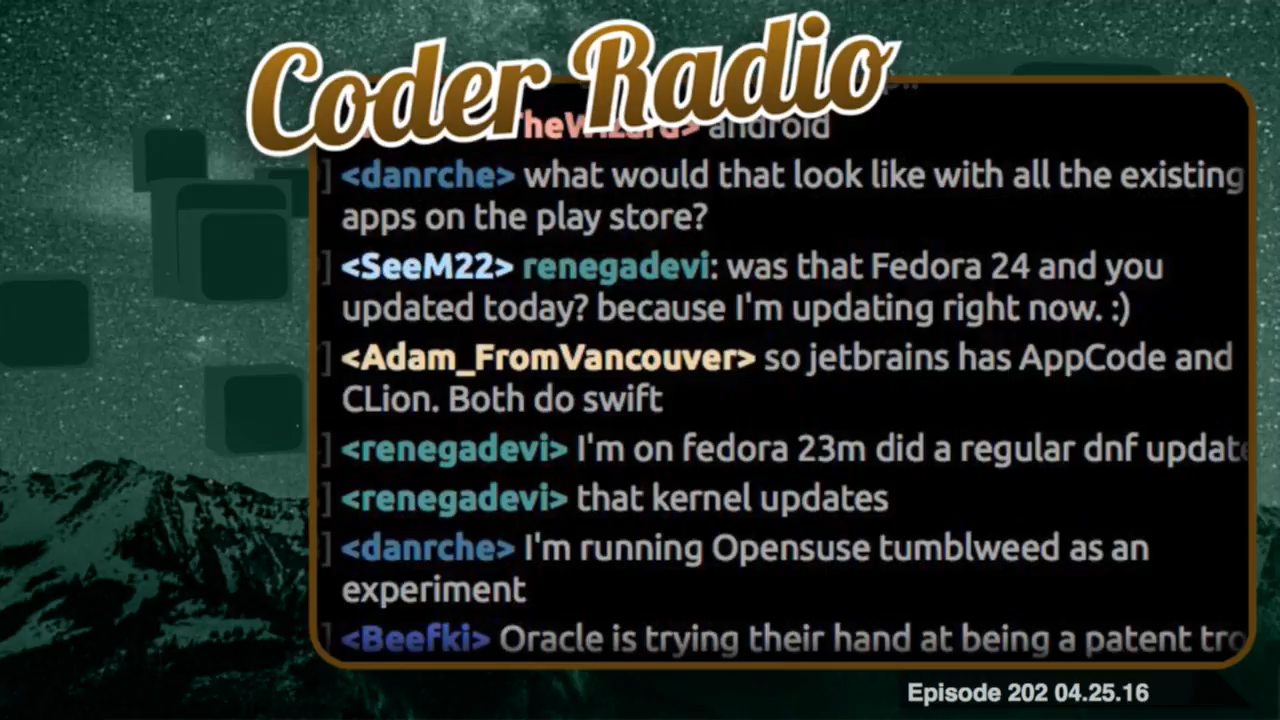 Coder Radio
TheWizard> android
] <danrche> what would that look like with all the existing
apps on the play store?
] <SeeM22> renegadevi: was that Fedora 24 and you
updated today? because I'm updating right now. :)
] <Adam_FromVancouver> so jetbrains has AppCode and
CLion. Both do swift
] <renegadevi> I'm on fedora 23m did a regular dnf update
] <renegadevi> that kernel updates
] <danrche> I'm running Opensuse tumblweed as an
experiment
] <Beefki> Oracle is trying their hand at being a patent tro
Episode 202 04.25.16